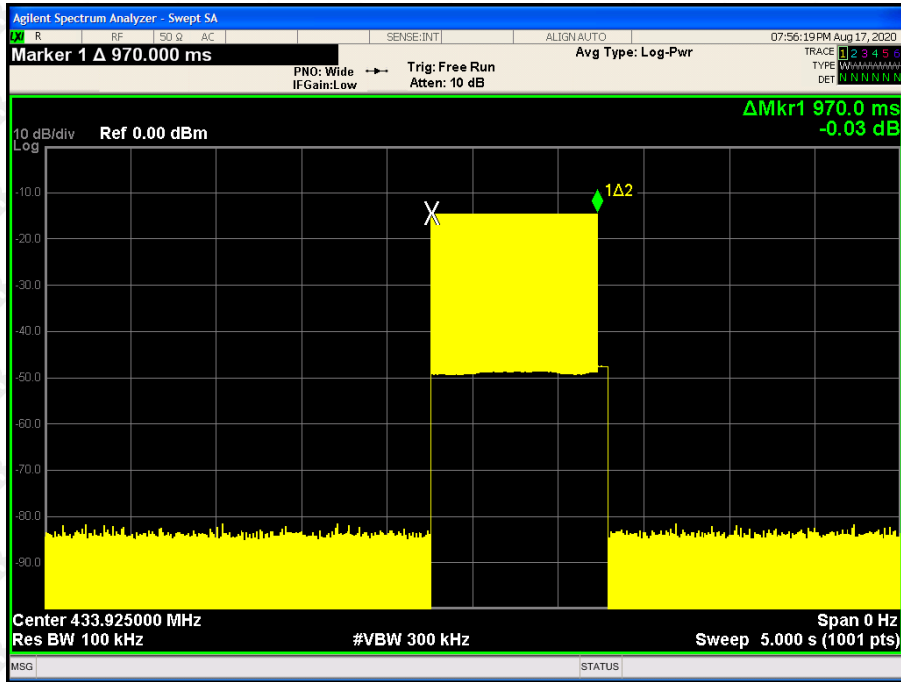 Agilent Spectrum Analyzer - Swept SA
LXI R RF 50 Ω AC SENSE:INT ALIGN AUTO 07:56:19 PM Aug 17, 2020
Marker 1 Δ 970.000 ms Avg Type: Log-Pwr TRACE 1 2 3 4 5 6
PNO: Wide Trig: Free Run TYPE
IFGain:Low Atten: 10 dB DET N N N N N N
ΔMkr1 970.0 ms
10 dB/div Ref 0.00 dBm -0.03 dB
Log
-10.0
1Δ2
-20.0
-30.0
-40.0
-50.0
-60.0
-70.0
-80.0
-90.0
Center 433.925000 MHz Span 0 Hz
Res BW 100 kHz #VBW 300 kHz Sweep 5.000 s (1001 pts)
MSG STATUS